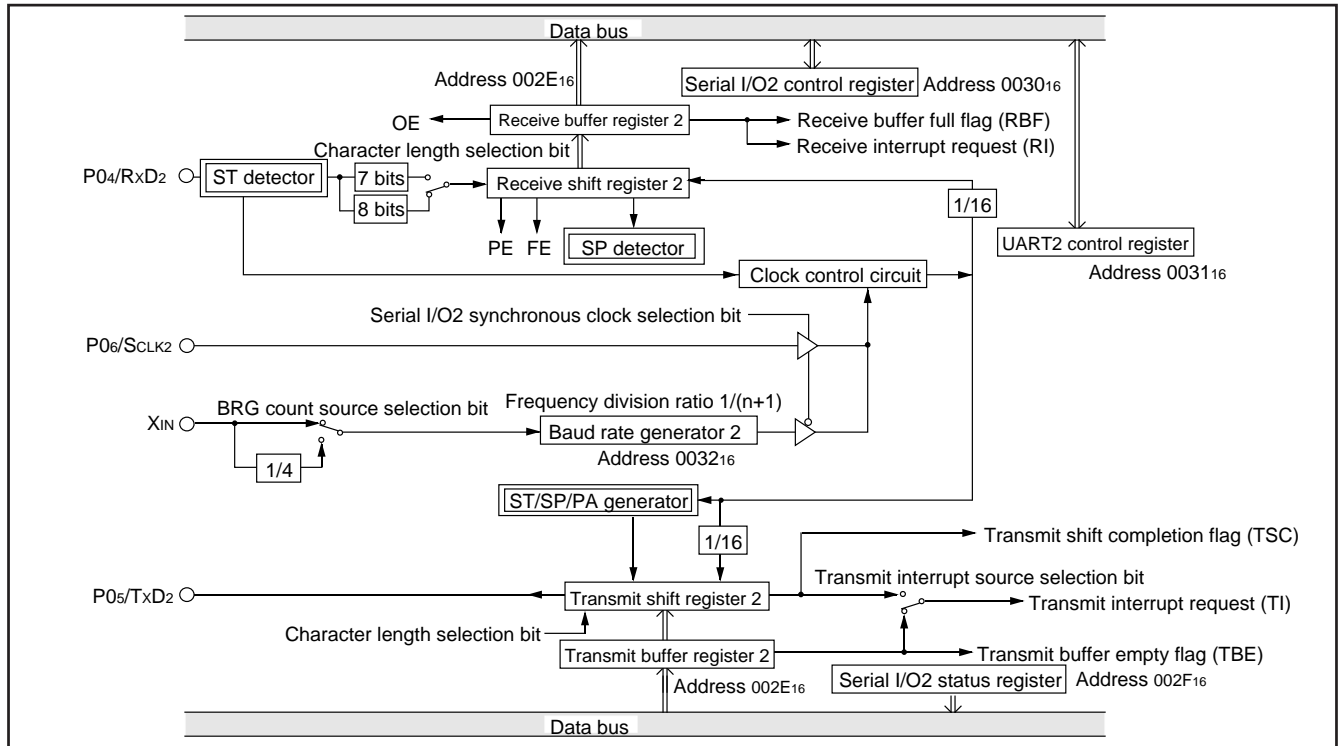 Data bus
Address 002E16
Serial I/O2 control register Address 003016
OE
Receive buffer register 2
Receive buffer full flag (RBF)
Receive interrupt request (RI)
Character length selection bit
P04/RXD2
ST detector
7 bits
8 bits
Receive shift register 2
1/16
PE FE
SP detector
UART2 control register
Address 003116
Clock control circuit
Serial I/O2 synchronous clock selection bit
P06/SCLK2
BRG count source selection bit
Frequency division ratio 1/(n+1)
XIN
Baud rate generator 2
1/4
Address 003216
ST/SP/PA generator
1/16
Transmit shift completion flag (TSC)
Transmit interrupt source selection bit
P05/TXD2
Transmit shift register 2
Transmit interrupt request (TI)
Character length selection bit
Transmit buffer register 2
Transmit buffer empty flag (TBE)
Address 002E16
Serial I/O2 status register Address 002F16
Data bus